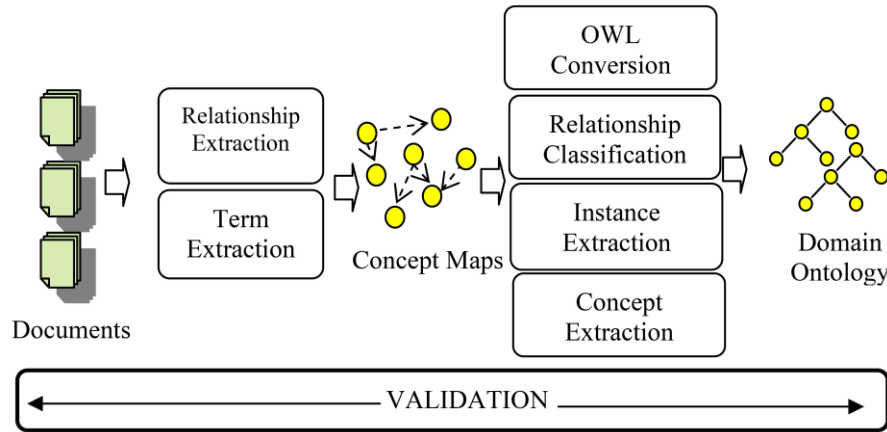 Documents
Relationship
Extraction
Term
Extraction
Concept Maps
OWL
Conversion
Relationship
Classification
Instance
Extraction
Concept
Extraction
Domain
Ontology
VALIDATION